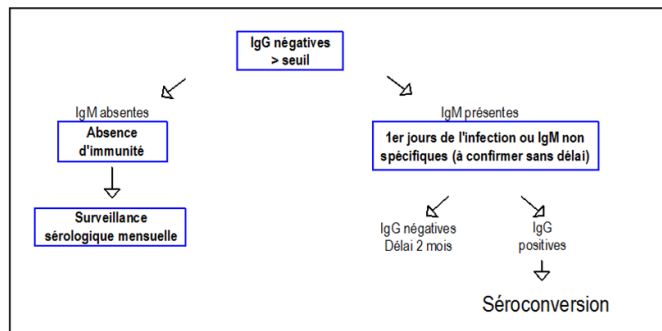 IgG négatives
> seuil
IgM absentes
Absence
d'immunité
Surveillance
sérologique mensuelle
IgM présentes
1er jours de l'infection ou IgM non
spécifiques (à confirmer sans délai)
IgG négatives
Délai 2 mois
IgG
positives
Séroconversion